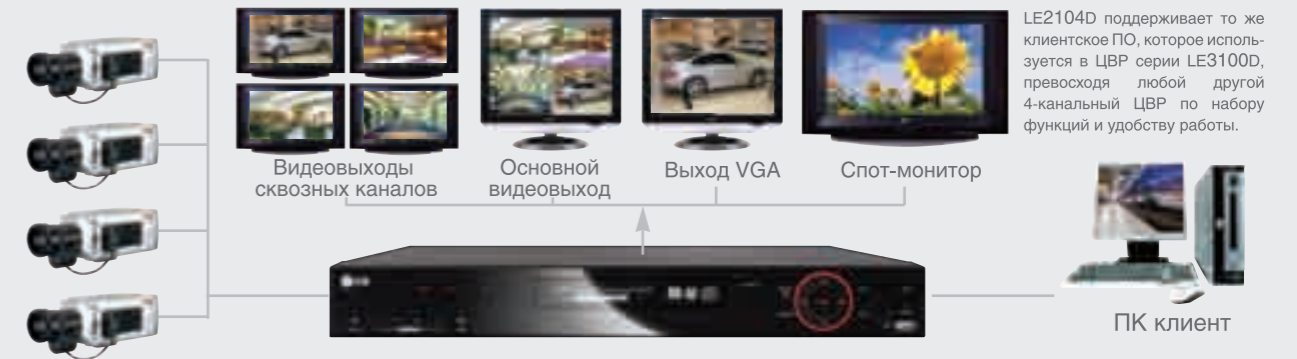 LE2104D поддерживает то же
клиентское ПО, которое исполь-
зуется в ЦВР серии LE3100D,
превосходя любой другой
4-канальный ЦВР по набору
функций и удобству работы.
Видеовыходы
сквозных каналов
Основной
видеовыход
Выход VGA
Спот-монитор
ПК клиент